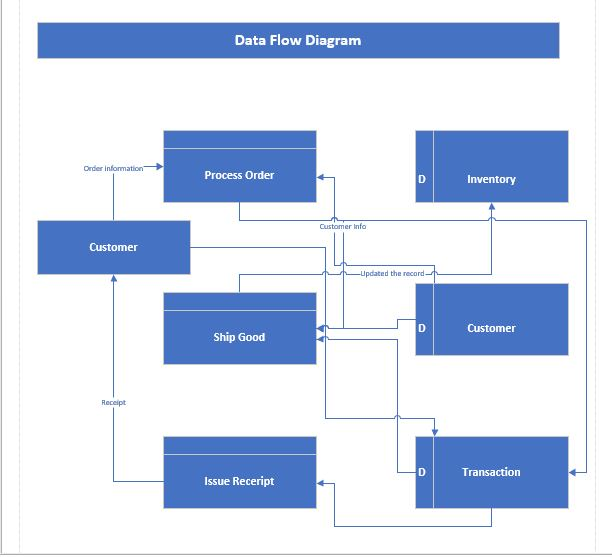 Data Flow Diagram
Order information
Process Order
D
Inventory
Customer Info
Customer
Updated the record
Ship Good
D
Customer
Receipt
Issue Receript
D
Transaction